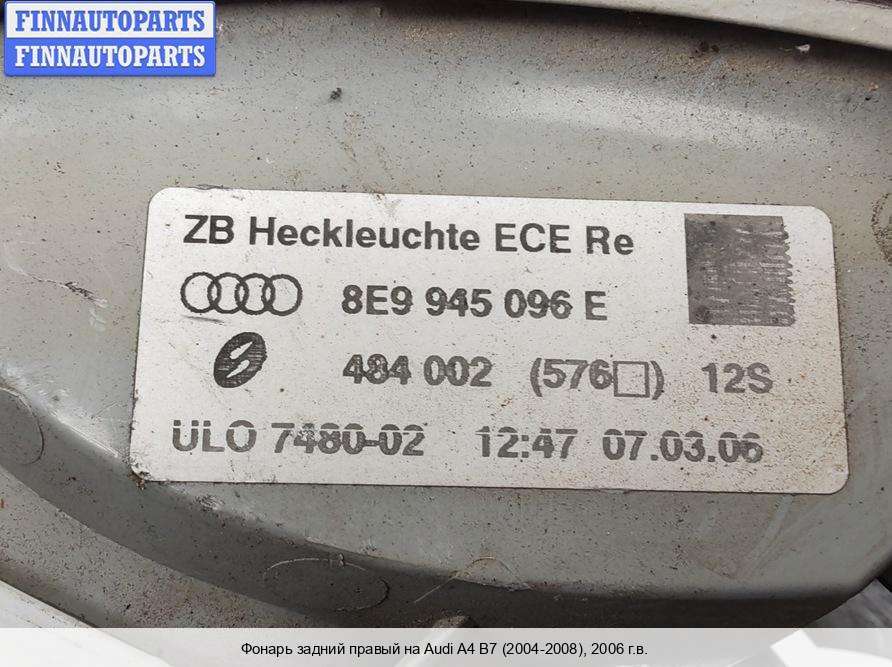 FINNAUTOPARTS
FINNAUTOPARTS
ZB Heckleuchte ECE Re
8E9 945 096 E
484 002 (576□) 12S
ULO 7480-02 12:47 07.03.06
Фонарь задний правый на Audi A4 B7 (2004-2008), 2006 г.в.